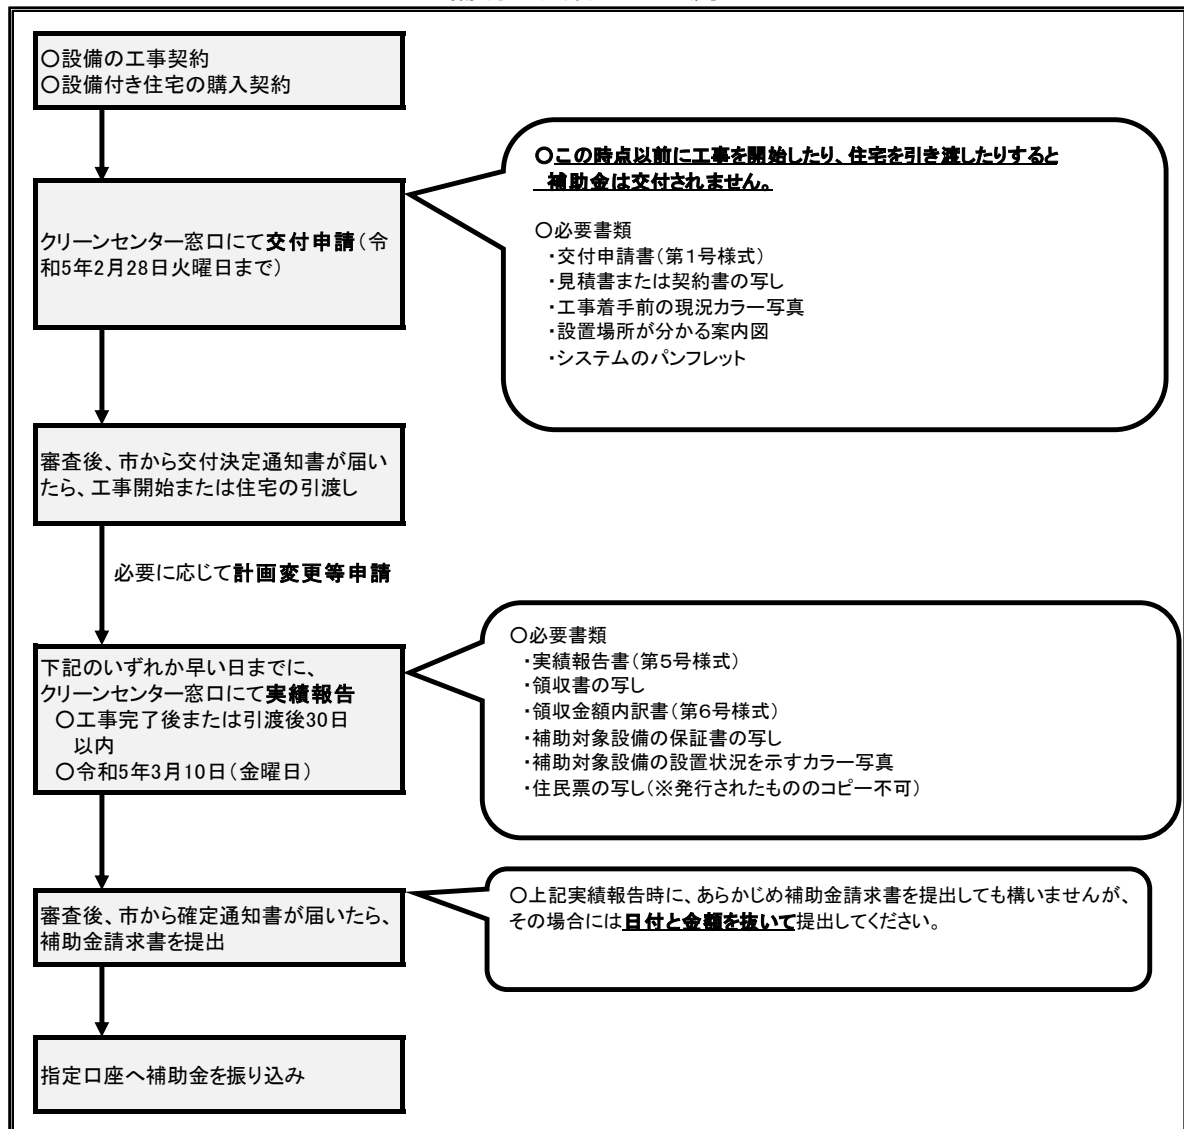 〇設備の工事契約
〇設備付き住宅の購入契約
〇この時点以前に工事を開始したり、住宅を引き渡したりすると
補助金は交付されません。
クリーンセンター窓口にて交付申請(令
和5年2月28日火曜日まで)
〇必要書類
・交付申請書(第1号様式)
・見積書または契約書の写し
・工事着手前の現況カラー写真
・設置場所が分かる案内図
・システムのパンフレット
審査後、市から交付決定通知書が届い
たら、工事開始または住宅の引渡し
必要に応じて計画変更等申請
下記のいずれか早い日までに、
クリーンセンター窓口にて実績報告
〇工事完了後または引渡後30日
以内
〇令和5年3月10日(金曜日)
〇必要書類
・実績報告書(第5号様式)
・領収書の写し
・領収金額内訳書(第6号様式)
・補助対象設備の保証書の写し
・補助対象設備の設置状況を示すカラー写真
・住民票の写し(※発行されたもののコピー不可)
審査後、市から確定通知書が届いたら、
補助金請求書を提出
〇上記実績報告時に、あらかじめ補助金請求書を提出しても構いませんが、
その場合には日付と金額を抜いて提出してください。
指定口座へ補助金を振り込み